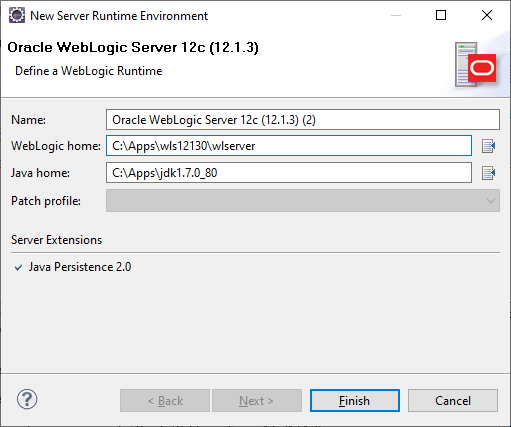 New Server Runtime Environment
Oracle WebLogic Server 12c (12.1.3)
Define a WebLogic Runtime
Name: Oracle WebLogic Server 12c (12.1.3) (2)
WebLogic home: C:\Apps\wls12130\wlserver
Java home: C:\Apps\jdk1.7.0_80
Patch profile:
Server Extensions
Java Persistence 2.0
? < Back Next > Finish Cancel